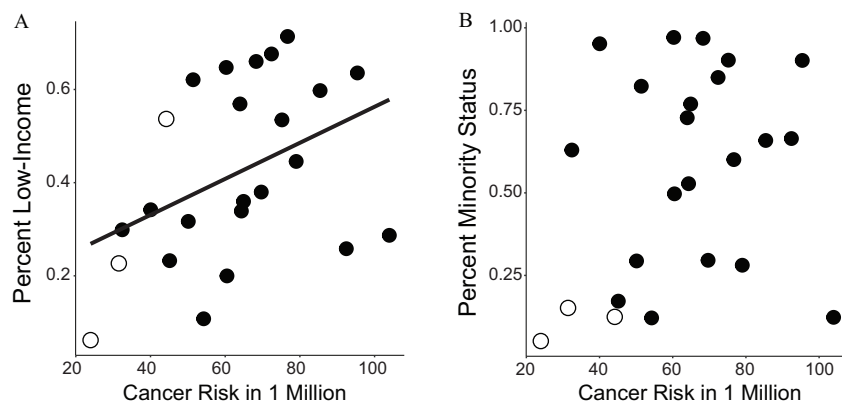 A
Percent Low-Income
0.6
0.4
0.2
20 40 60 80 100
Cancer Risk in 1 Million
B
Percent Minority Status
1.00
0.75
0.50
0.25
20 40 60 80 100
Cancer Risk in 1 Million